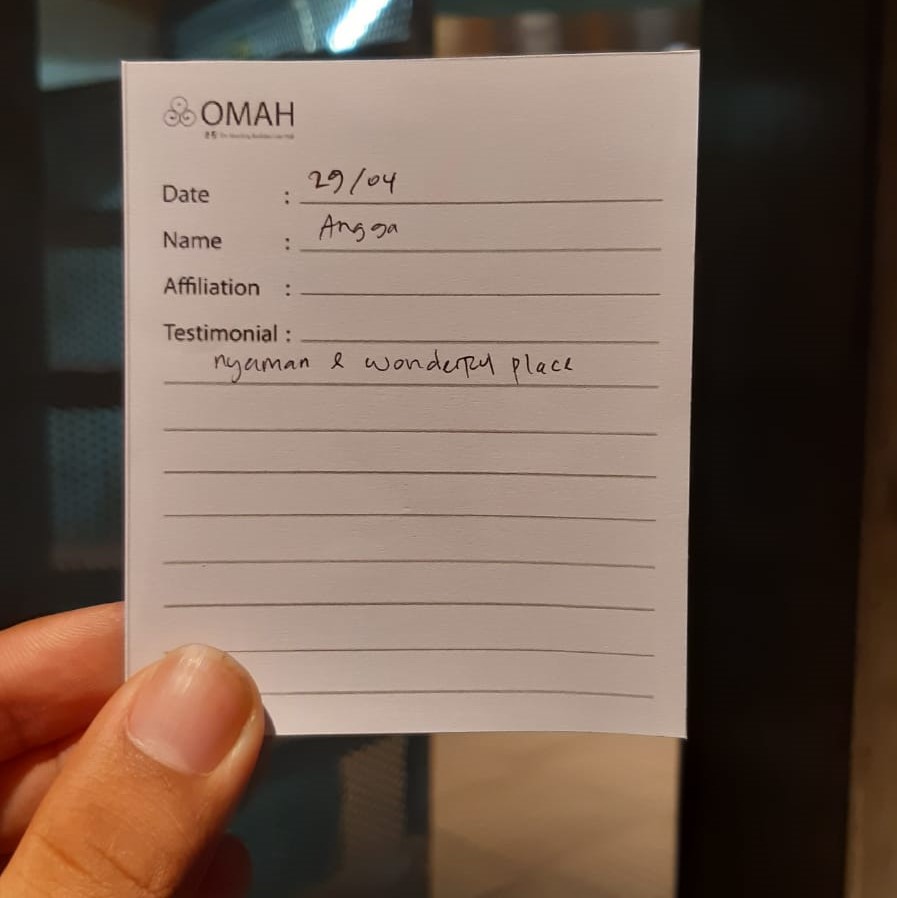 OMAH
Date : 29/04
Name : Angga
Affiliation :
Testimonial :
nyaman & wonderful place